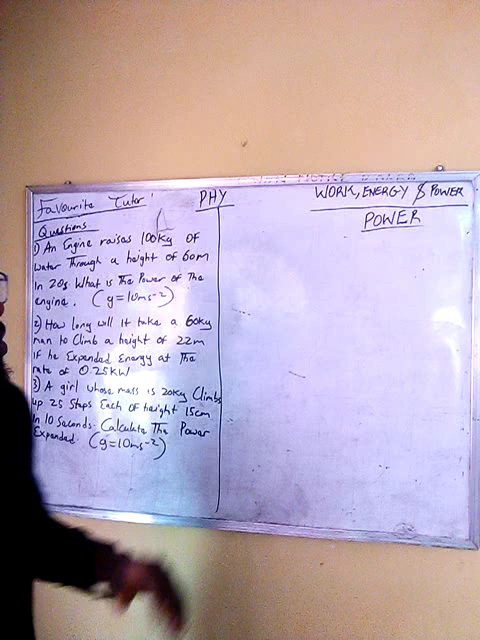 Favourite Tutor
PHY
WORK, ENERGY & POWER
POWER
Questions
1) An Engine raises 100kg of
water Through a height of 60m
In 20s What is The Power of The
engine. (g=10ms-2)
2) How long will it take a 60kg
man to Climb a height of 22m
if he Expended Energy at The
rate of 0.25KW
3) A girl whose mass is 20kg Climbs
up 25 Steps Each of height 15cm
In 10 Seconds. Calculate The Power
Expended. (g=10ms-2)